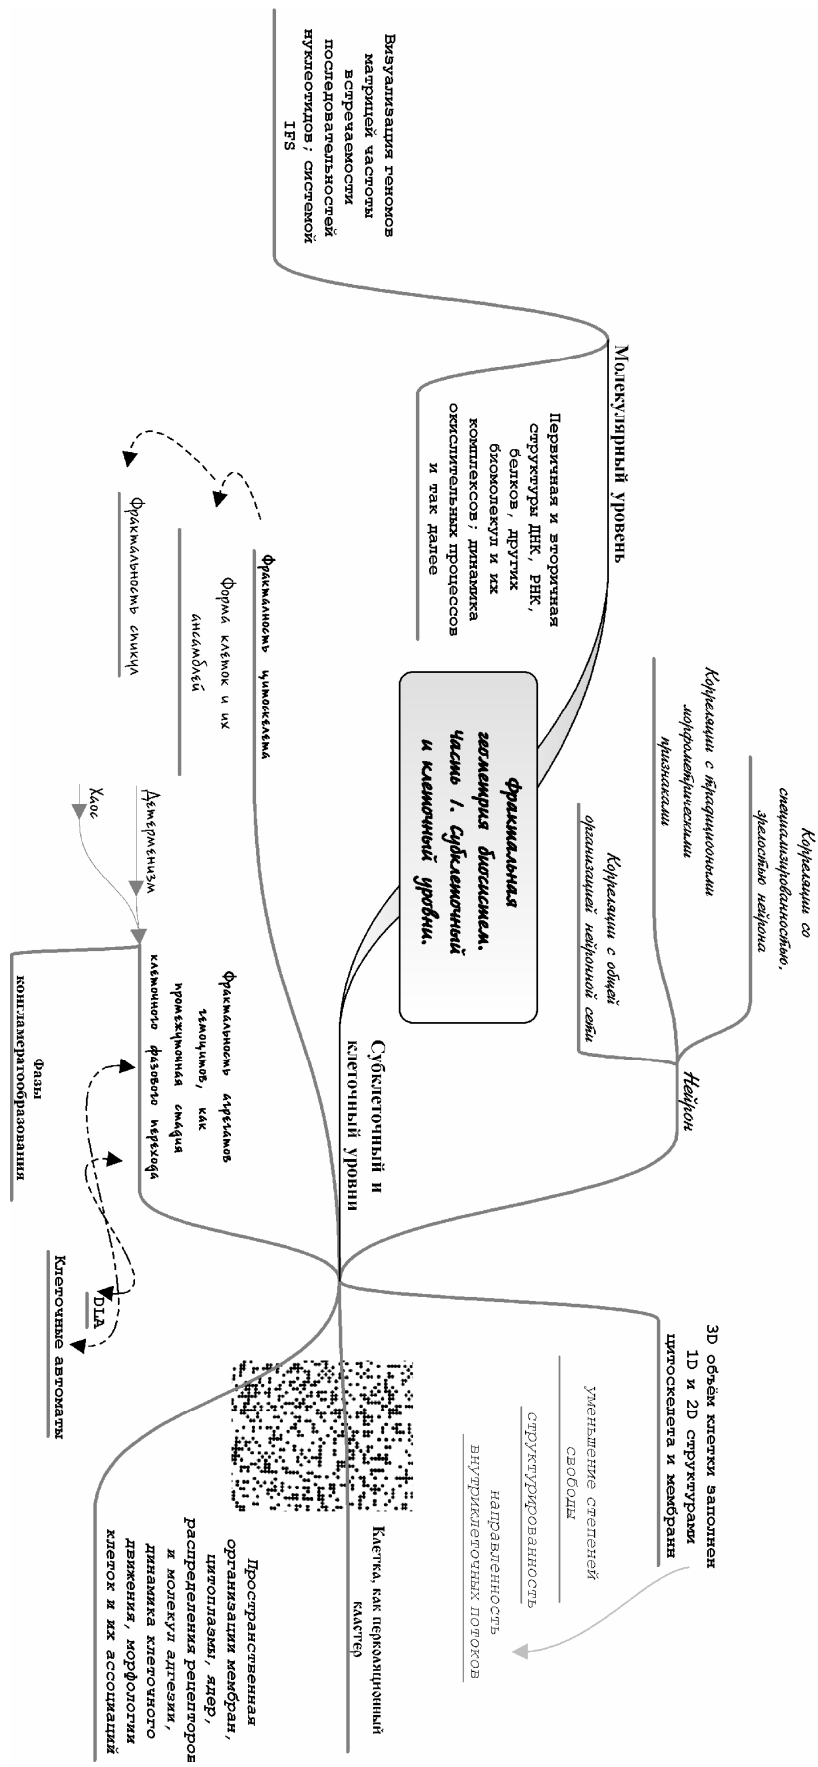 Фрактальная
геометрия биосистем.
Часть 1. Субклеточный
и клеточный уровни.
Молекулярный уровень
Визуализация геномов
матрицей частоты
встречаемости
последовательностей
нуклеотидов; системой
IFS
Первичная и вторичная
структуры ДНК, РНК,
белков, других
биомолекул и их
комплексов; динамика
окислительных процессов
и так далее
Субклеточный и
клеточный уровни
Нейрон
Корреляции со
специализированностью,
зрелостью нейрона
Корреляции с традиционными
морфометрическими
признаками
Корреляции с общей
организацией нейронной сети
3D объём клетки заполнен
1D и 2D структурами
цитоскелета и мембранн
уменьшение степеней
свободы
структурированность
направленность
внутриклеточных потоков
Клетка, как перколяционный
кластер
Пространственная
организации мембран,
цитоплазмы, ядер,
распределения рецепторов
и молекул адгезии,
динамика клеточного
движения, морфологии
клеток и их ассоциаций
Фракталность цитоскелета
Форма клеток и их
ансамблей
Фрактальность спикул
Детерменизм
Хаос
Фрактальность агрегатов
гемоцитов, как
промежуточная стадия
клеточного фазового перехода
Фазы
конгламератообразования
DLA
Клеточные автоматы